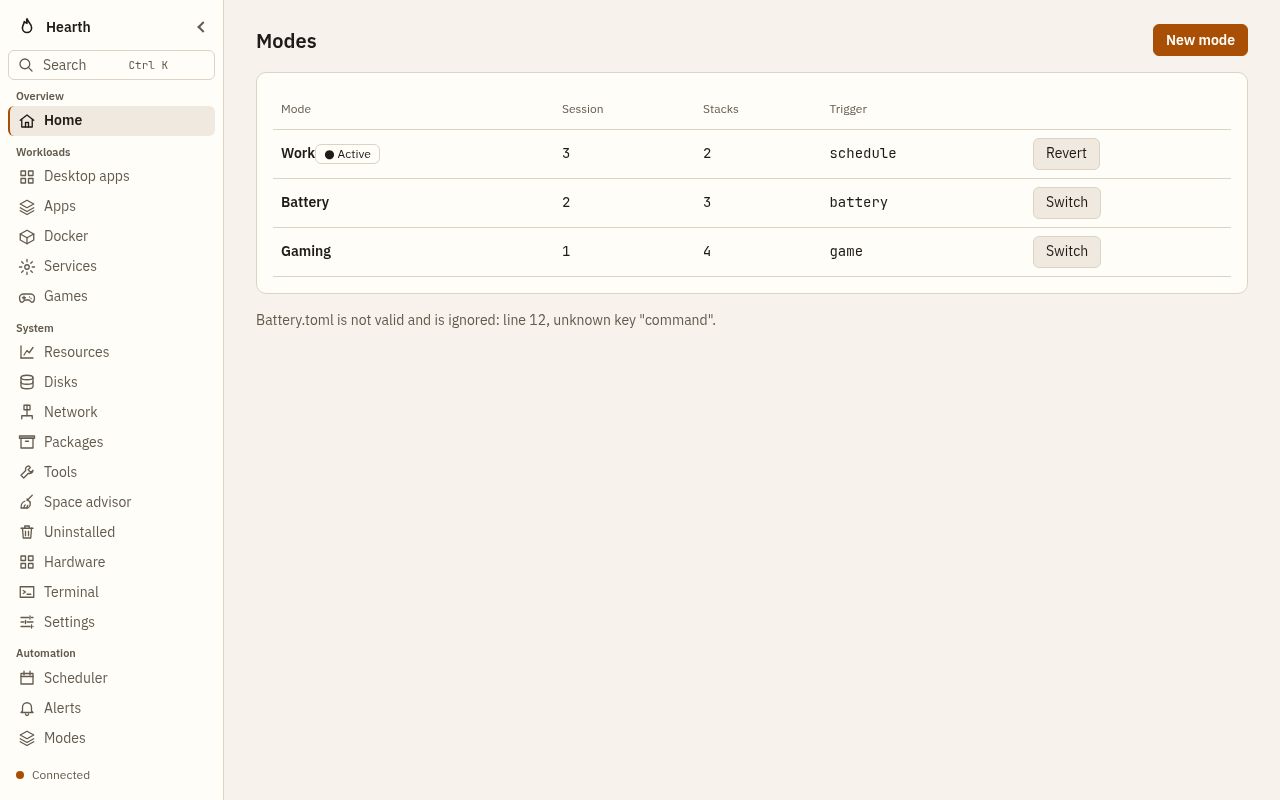 Hearth
Search Ctrl K
Overview
Home
Workloads
Desktop apps
Apps
Docker
Services
Games
System
Resources
Disks
Network
Packages
Tools
Space advisor
Uninstalled
Hardware
Terminal
Settings
Automation
Scheduler
Alerts
Modes
Connected
Modes New mode
Mode Session Stacks Trigger
Work Active 3 2 schedule Revert
Battery 2 3 battery Switch
Gaming 1 4 game Switch
Battery.toml is not valid and is ignored: line 12, unknown key "command".